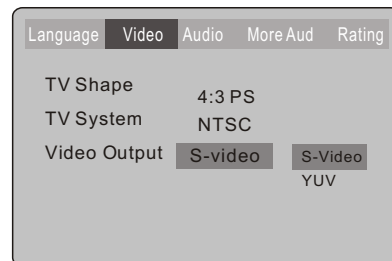 Language Video Audio More Aud Rating
TV Shape 4:3 PS
TV System NTSC
Video Output S-video S-Video
YUV